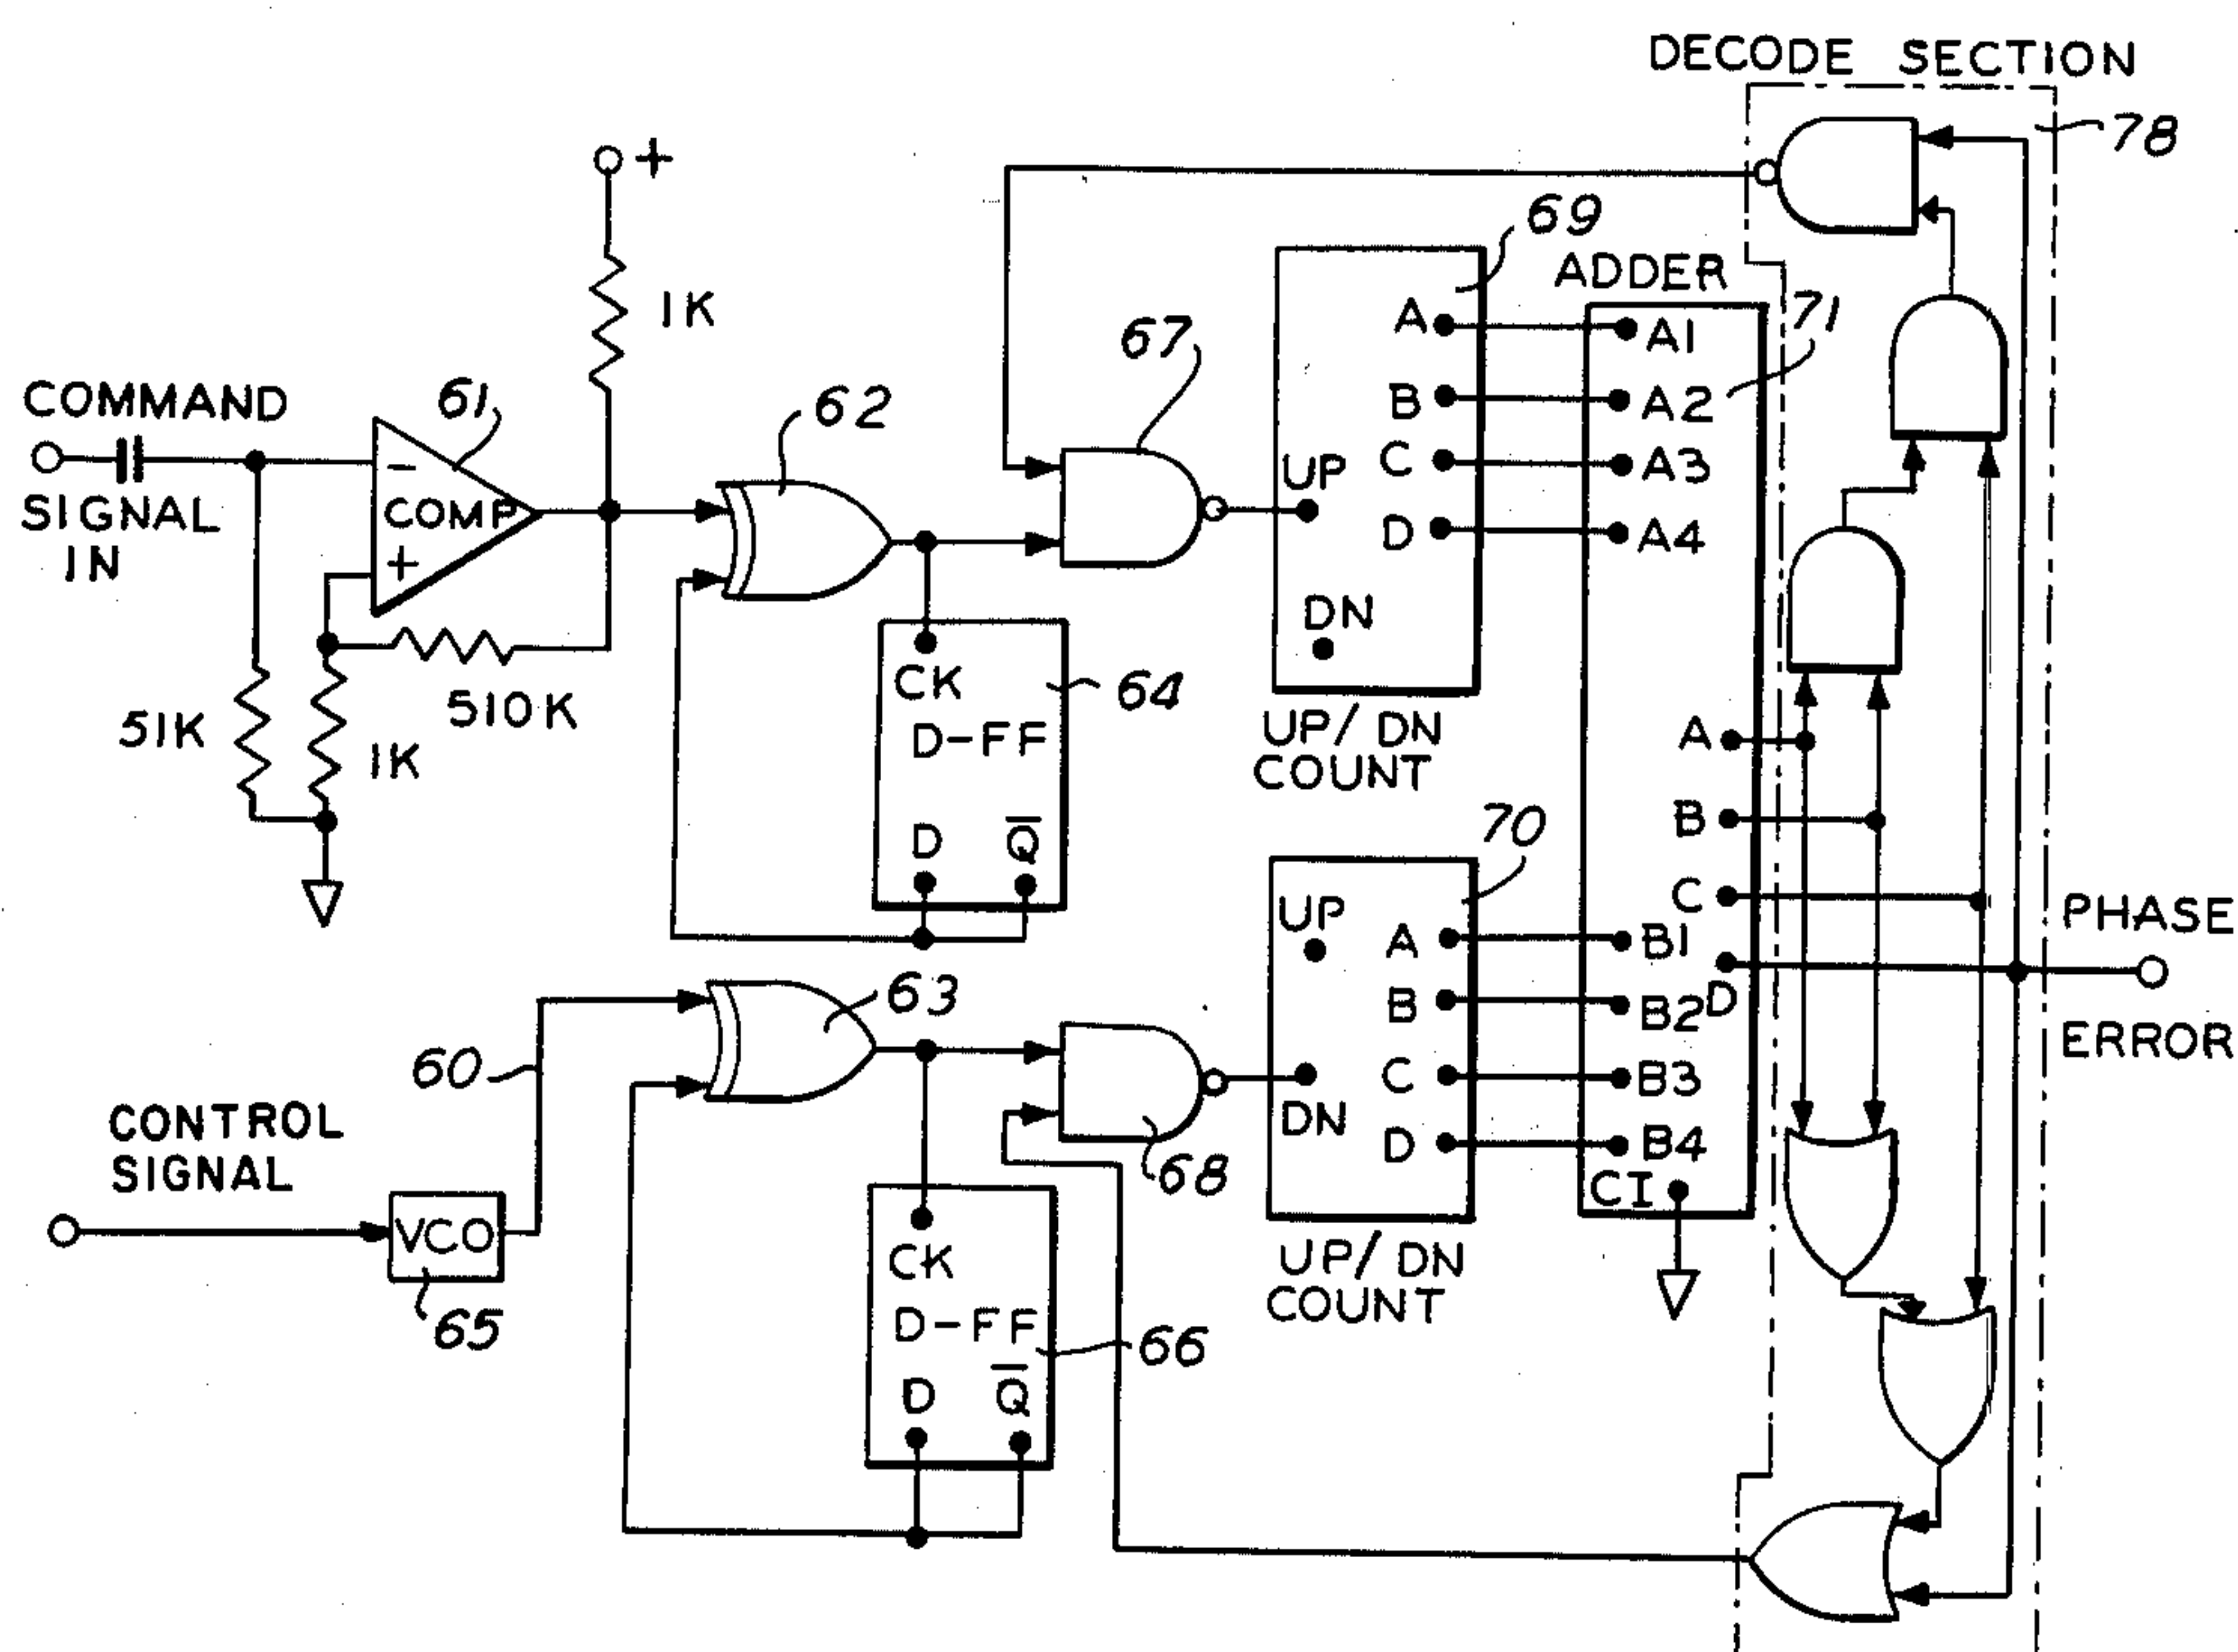 DECODE SECTION
78
+
1K
69
ADDER
71
67
A
A1
B
A2
C
A3
D
A4
UP
DN
UP/DN
COUNT
COMMAND
SIGNAL
IN
61
-
COMP
+
62
51K
1K
510K
CK
D-FF
D
Q̅
64
A
B
C
D
PHASE
ERROR
70
UP
A
B1
B
B2
C
B3
D
B4
DN
CI
UP/DN
COUNT
63
60
68
CONTROL
SIGNAL
VCO
65
CK
D-FF
D
Q̅
66